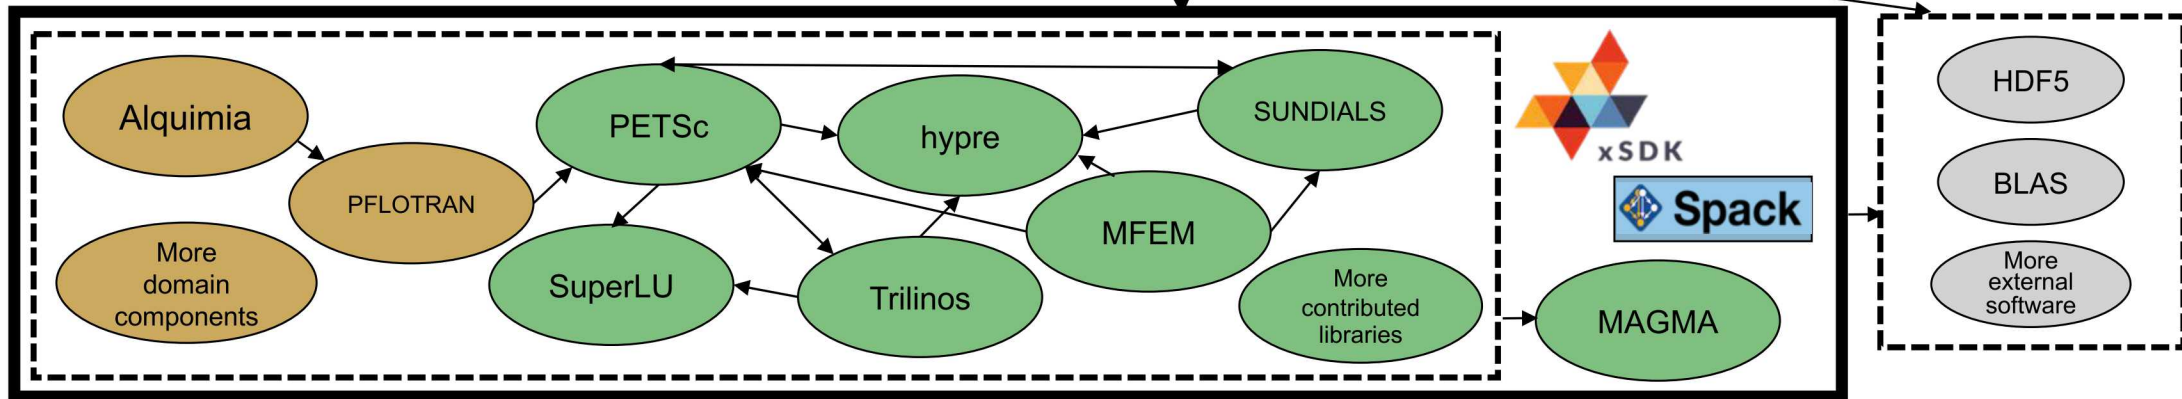 Alquimia
PFLOTRAN
More
domain
components
PETSc
hypre
SUNDIALS
SuperLU
Trilinos
MFEM
More
contributed
libraries
xSDK
Spack
MAGMA
HDF5
BLAS
More
external
software